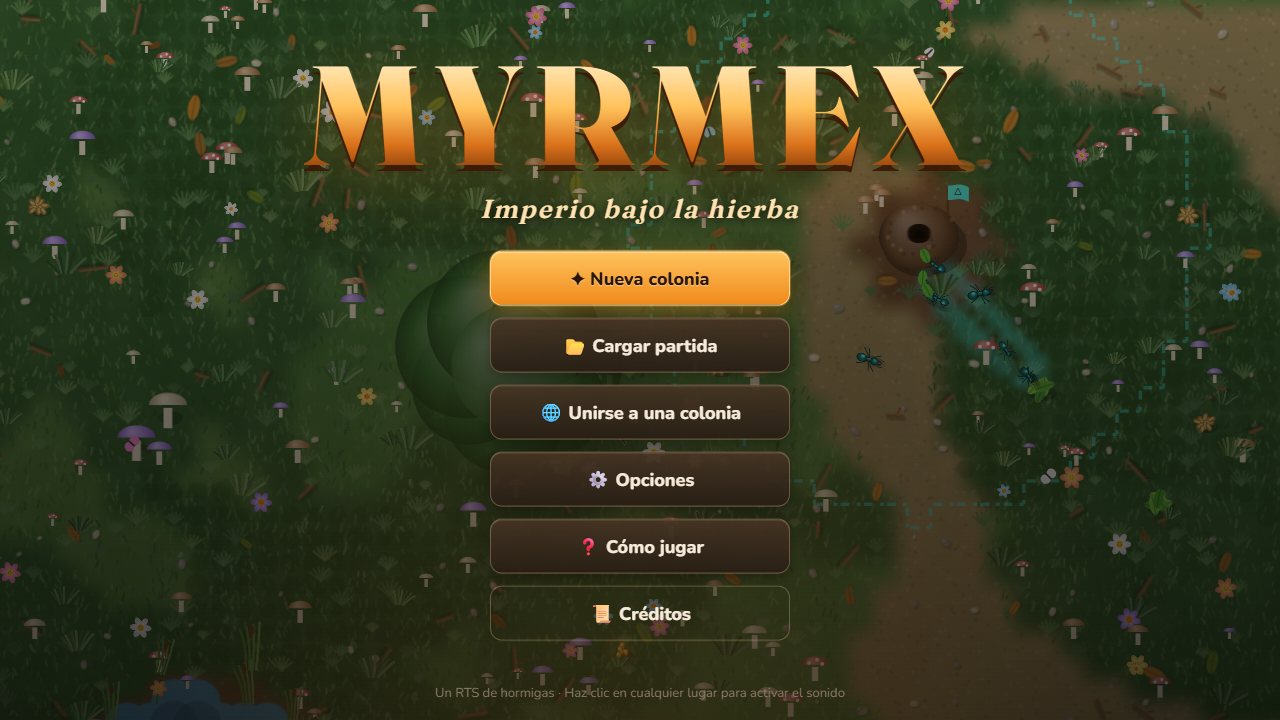 MYRMEX
Imperio bajo la hierba
✦ Nueva colonia
Cargar partida
Unirse a una colonia
Opciones
❓ Cómo jugar
Créditos
Un RTS de hormigas · Haz clic en cualquier lugar para activar el sonido